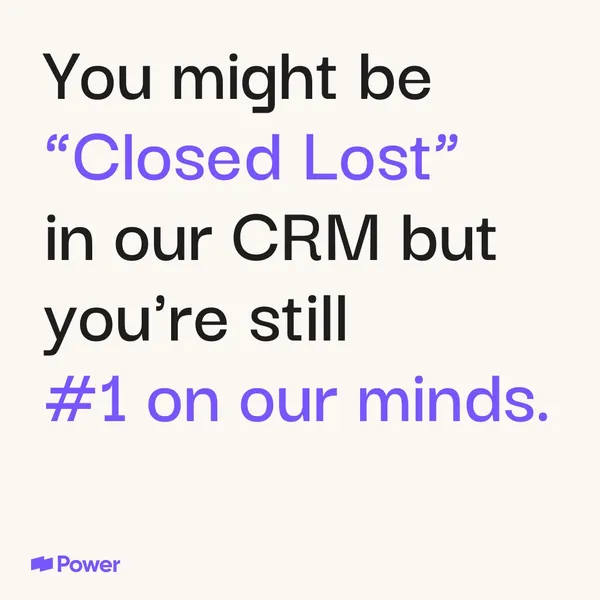 You might be
“Closed Lost”
in our CRM but
you’re still
#1 on our minds.
Power